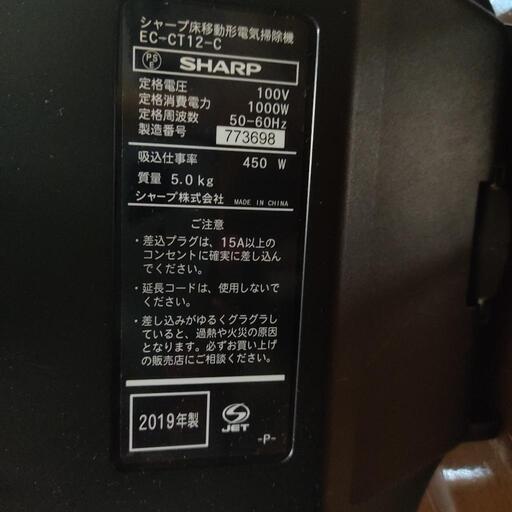 シャープ床移動形電気掃除機
EC-CT12-C
PS E SHARP
定格電圧 100V
定格消費電力 1000W
定格周波数 50-60Hz
製造番号 773698
吸込仕事率 450 W
質量 5.0kg
シャープ株式会社 MADE IN CHINA
ご注意
・差込プラグは、15A以上の
コンセントに確実に差し込ん
でください。
・延長コードは、使用しないで
ください。
・差し込みがゆるくグラグラし
ていると、過熱や火災の原因
となります。必ずお買い上げ
の販売店にご相談ください。
2019年製
S JET
-P-